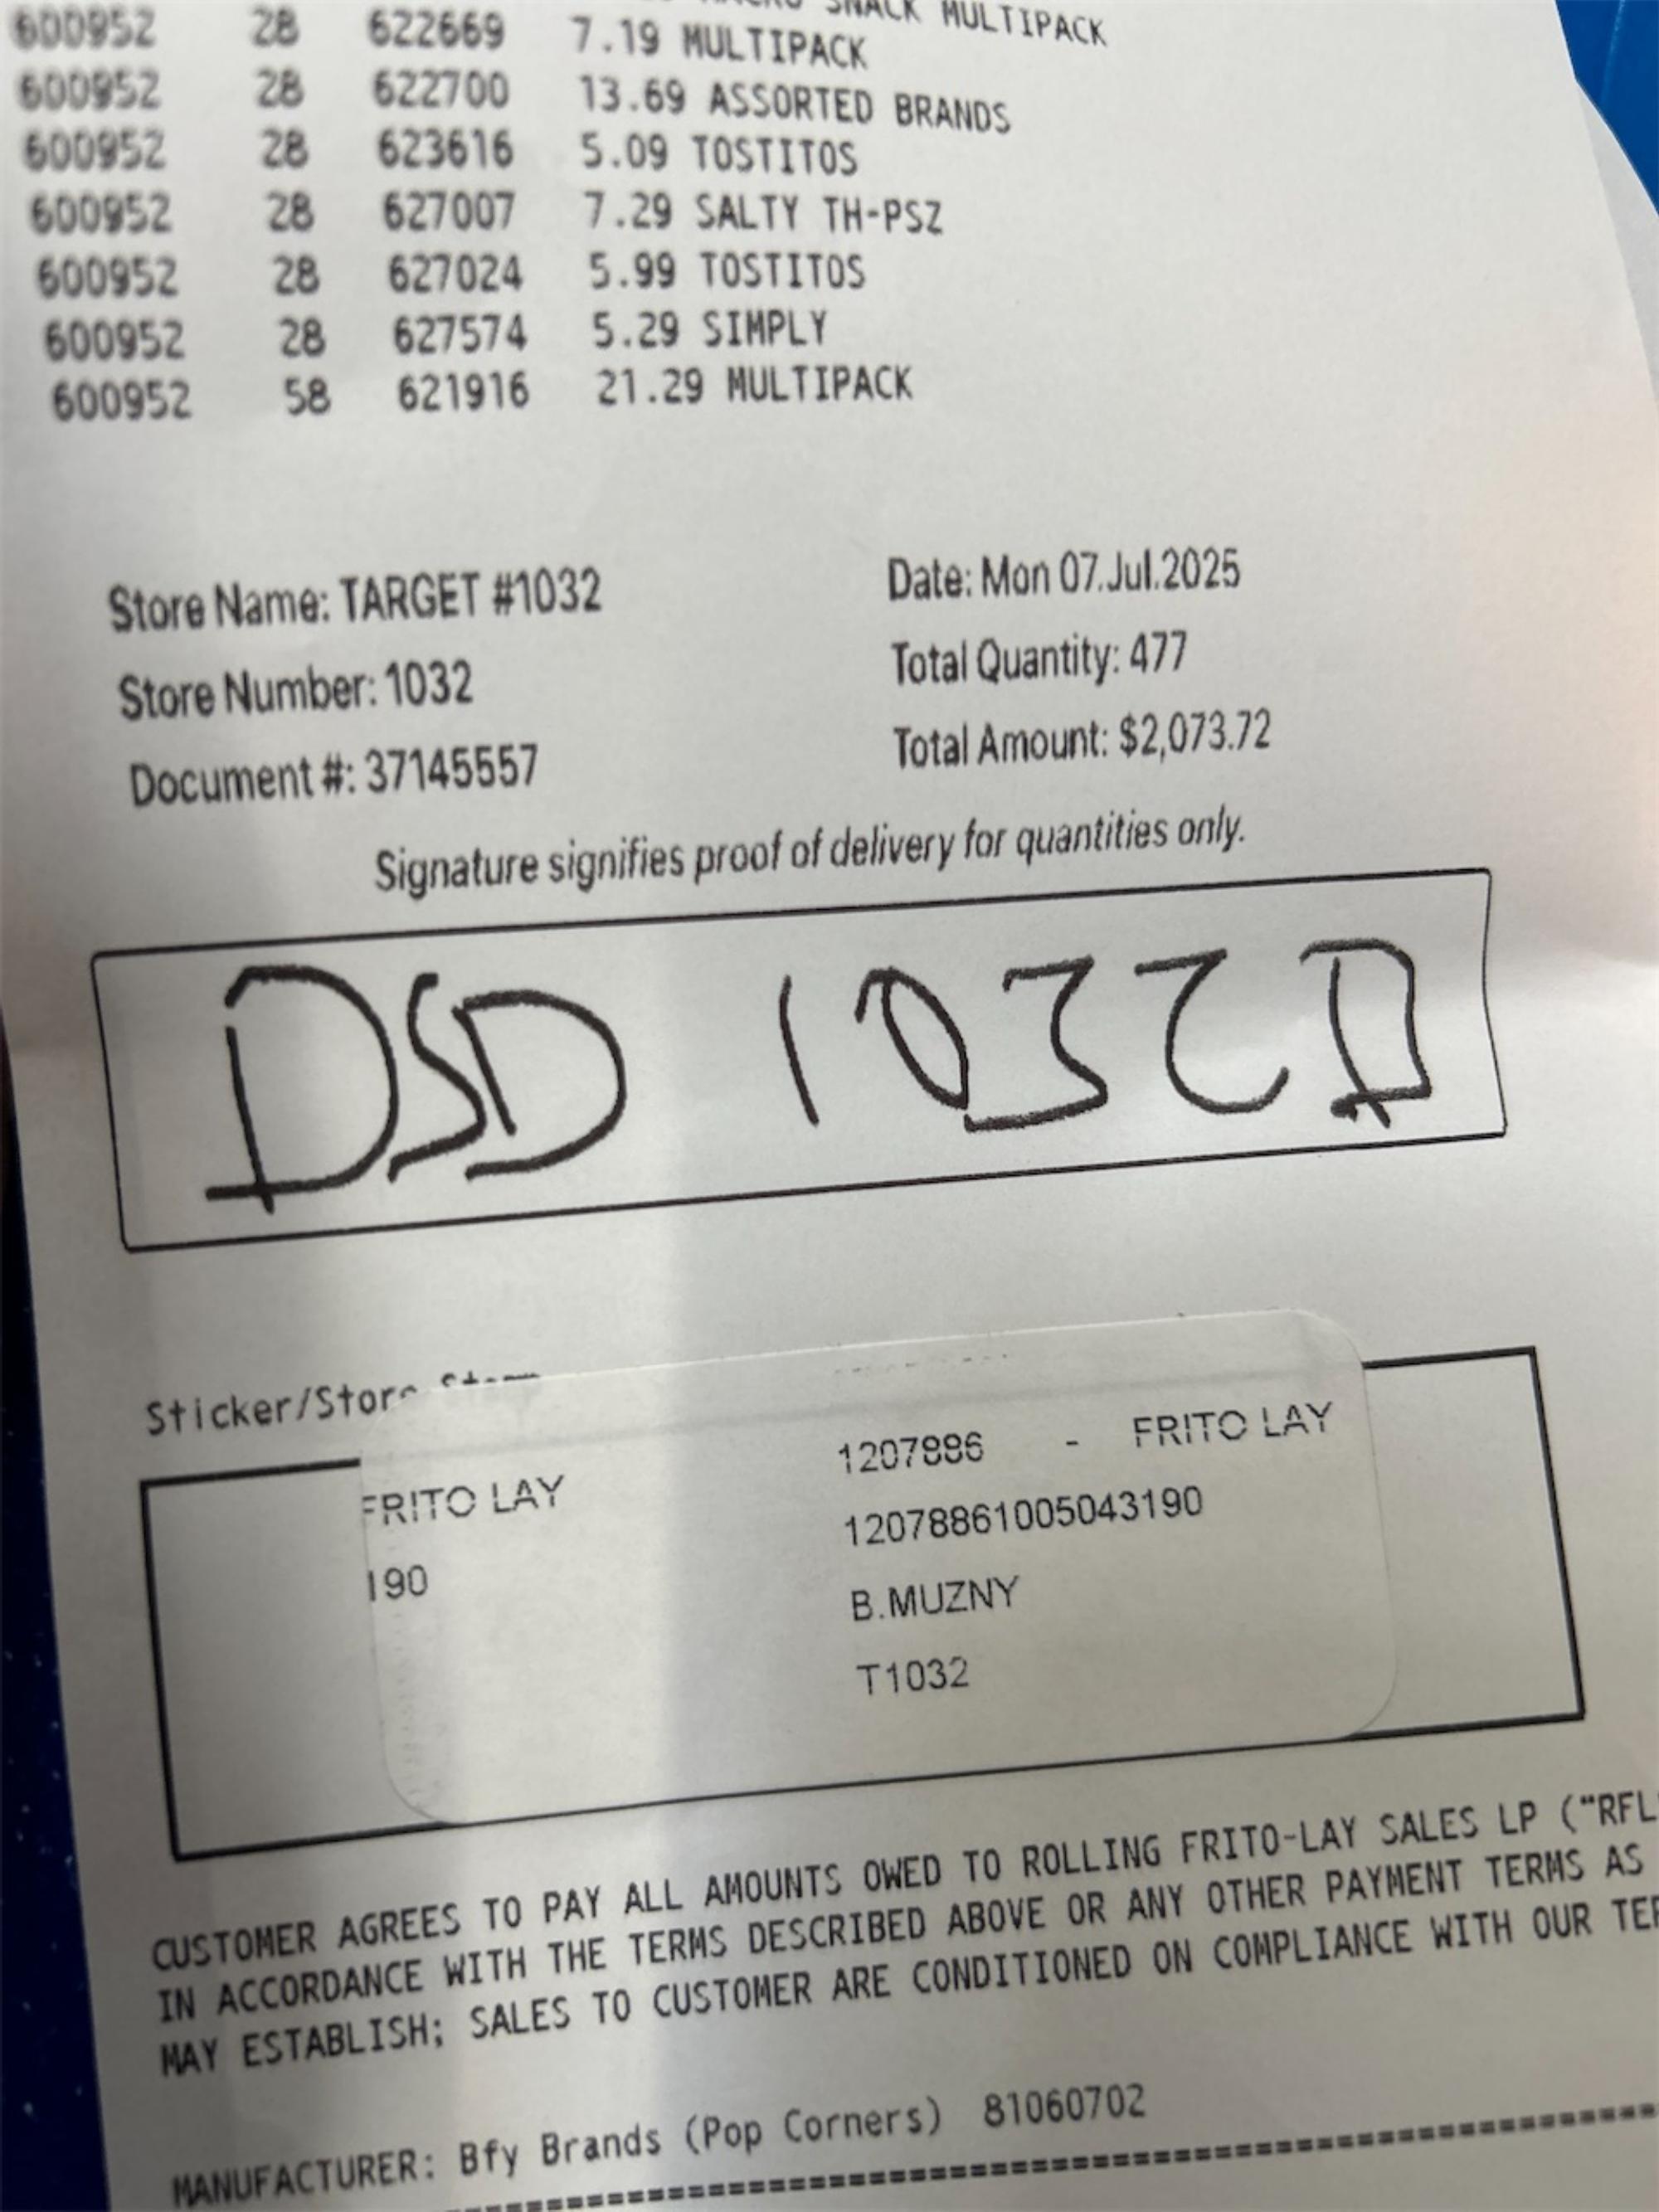 SNACK MULTIPACK
600952 28 622669 7.19 MULTIPACK
600952 28 622700 13.69 ASSORTED BRANDS
600952 28 623616 5.09 TOSTITOS
600952 28 627007 7.29 SALTY TH-PSZ
600952 28 627024 5.99 TOSTITOS
600952 28 627574 5.29 SIMPLY
600952 58 621916 21.29 MULTIPACK
Store Name: TARGET #1032 Date: Mon 07.Jul.2025
Store Number: 1032 Total Quantity: 477
Document #: 37145557 Total Amount: $2,073.72
Signature signifies proof of delivery for quantities only.
DSD 1032 D
Sticker/Store
FRITO LAY 1207886 - FRITO LAY
190 12078861005043190
B.MUZNY
T1032
CUSTOMER AGREES TO PAY ALL AMOUNTS OWED TO ROLLING FRITO-LAY SALES LP ("RFL
IN ACCORDANCE WITH THE TERMS DESCRIBED ABOVE OR ANY OTHER PAYMENT TERMS AS
MAY ESTABLISH; SALES TO CUSTOMER ARE CONDITIONED ON COMPLIANCE WITH OUR
MANUFACTURER: Bfy Brands (Pop Corners) 81060702